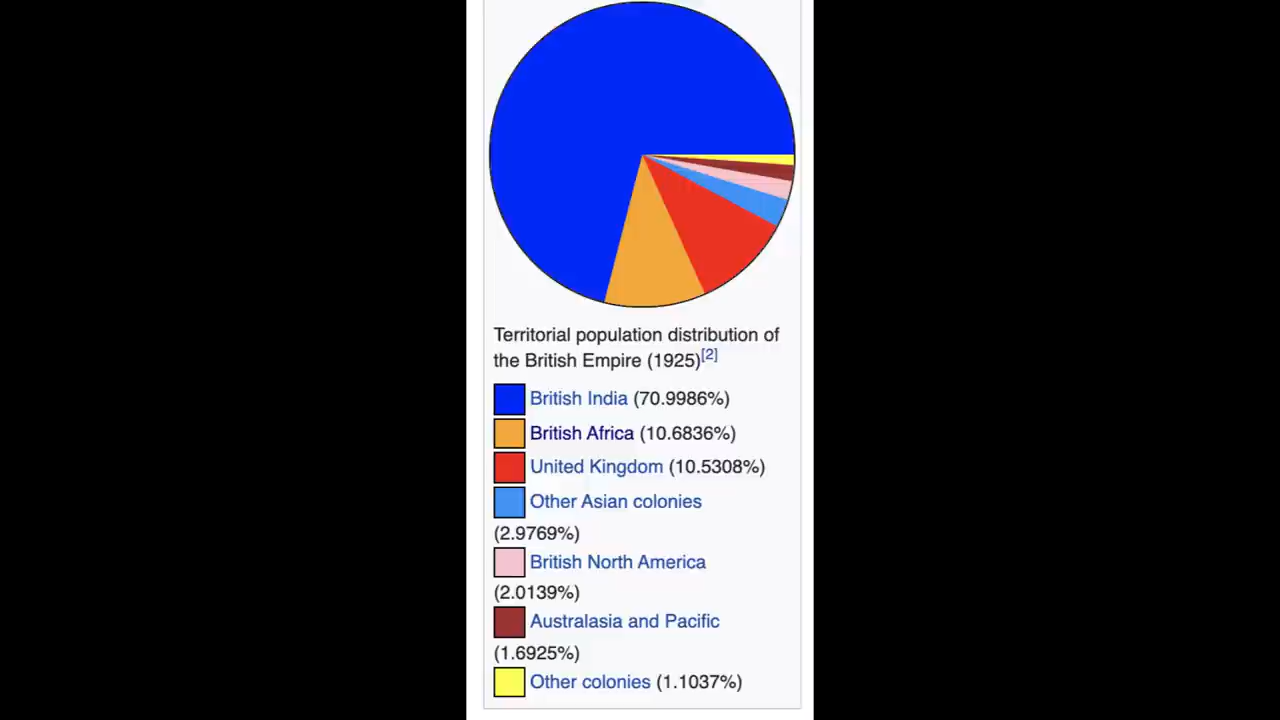 Territorial population distribution of
the British Empire (1925)[2]
British India (70.9986%)
British Africa (10.6836%)
United Kingdom (10.5308%)
Other Asian colonies
(2.9769%)
British North America
(2.0139%)
Australasia and Pacific
(1.6925%)
Other colonies (1.1037%)